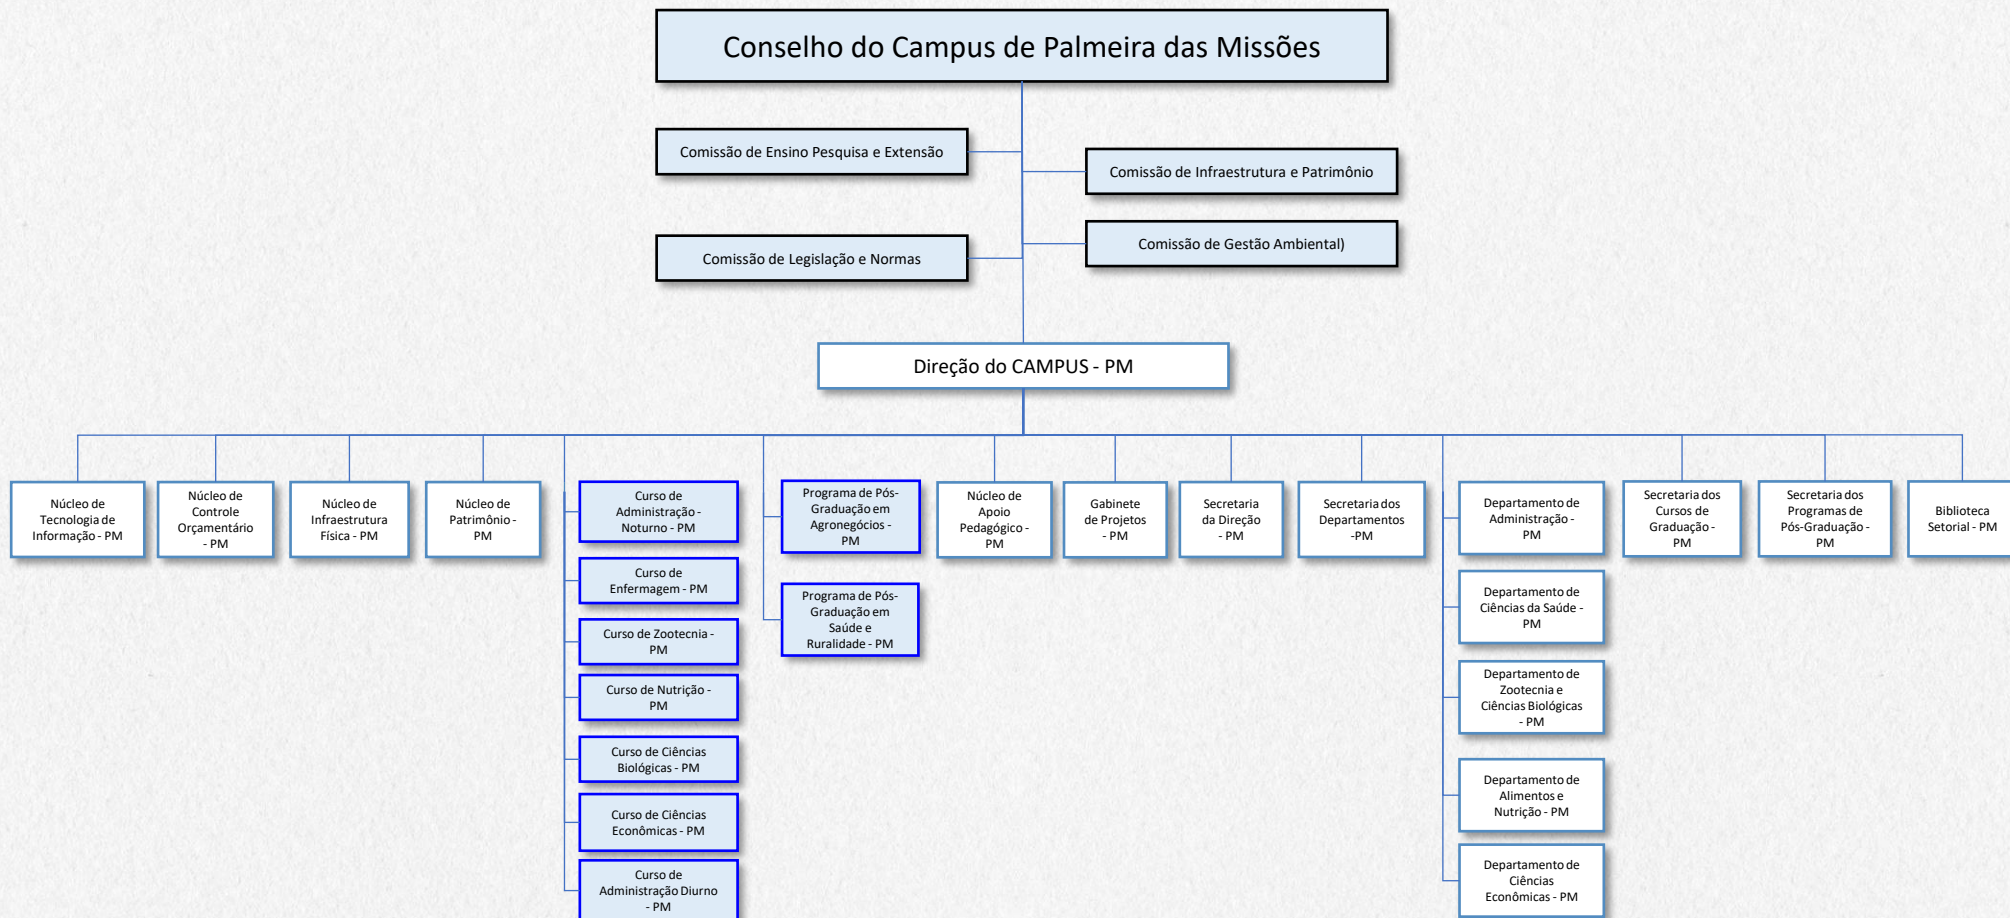 Conselho do Campus de Palmeira das Missões
Comissão de Ensino Pesquisa e Extensão
Comissão de Infraestrutura e Patrimônio
Comissão de Legislação e Normas
Comissão de Gestão Ambiental)
Direção do CAMPUS - PM
Núcleo de
Tecnologia de
Informação - PM
Núcleo de
Controle
Orçamentário
- PM
Núcleo de
Infraestrutura
Física - PM
Núcleo de
Patrimônio -
PM
Curso de
Administração -
Noturno - PM
Curso de
Enfermagem - PM
Curso de Zootecnia -
PM
Curso de Nutrição -
PM
Curso de Ciências
Biológicas - PM
Curso de Ciências
Econômicas - PM
Curso de
Administração Diurno
- PM
Programa de Pós-
Graduação em
Agronegócios -
PM
Programa de Pós-
Graduação em
Saúde e
Ruralidade - PM
Núcleo de
Apoio
Pedagógico -
PM
Gabinete
de Projetos
- PM
Secretaria
da Direção
- PM
Secretaria dos
Departamentos
-PM
Departamento de
Administração -
PM
Departamento de
Ciências da Saúde -
PM
Departamento de
Zootecnia e
Ciências Biológicas
- PM
Departamento de
Alimentos e
Nutrição - PM
Departamento de
Ciências
Econômicas - PM
Secretaria dos
Cursos de
Graduação -
PM
Secretaria dos
Programas de
Pós-Graduação -
PM
Biblioteca
Setorial - PM